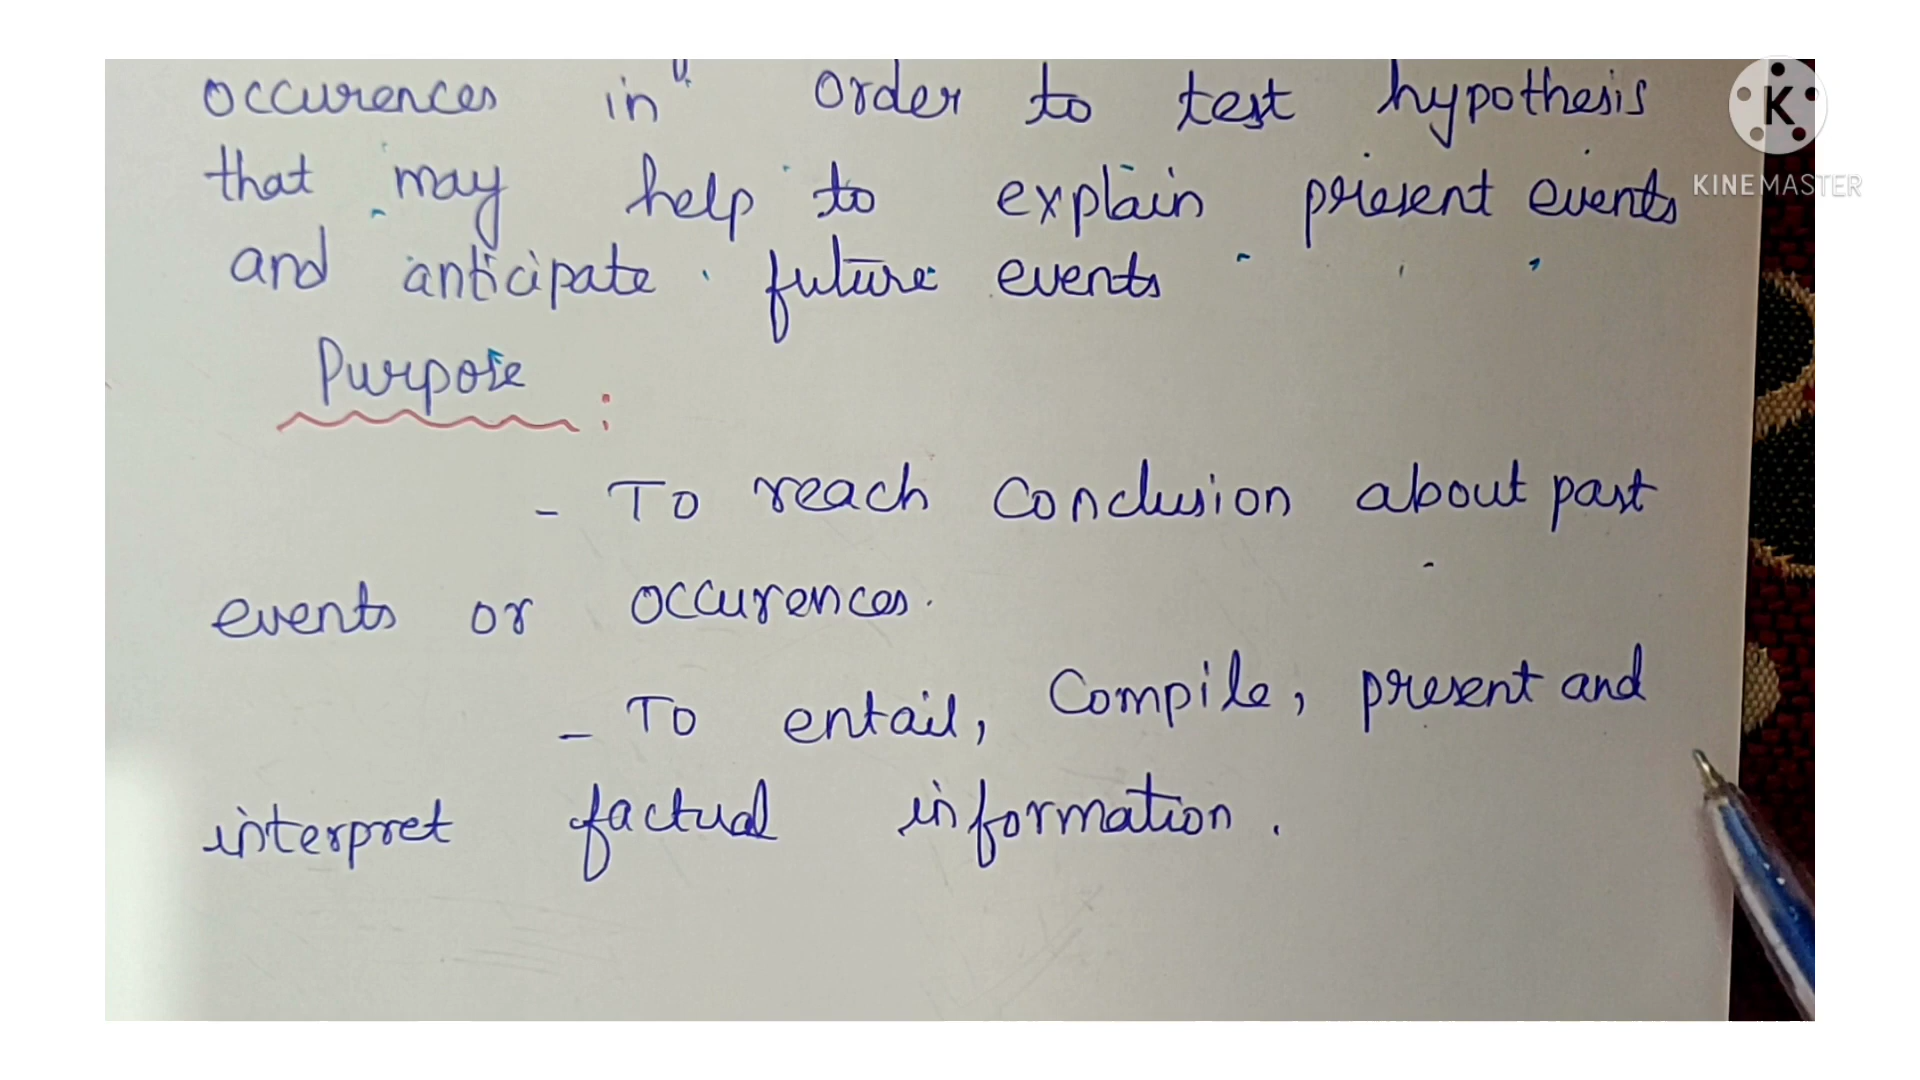 occurences in order to test hypothesis
that may help to explain present events
and anticipate future events
Purpose :
- To reach conclusion about past
events or occurences.
- To entail, compile, present and
interpret factual information.
K
KINEMASTER